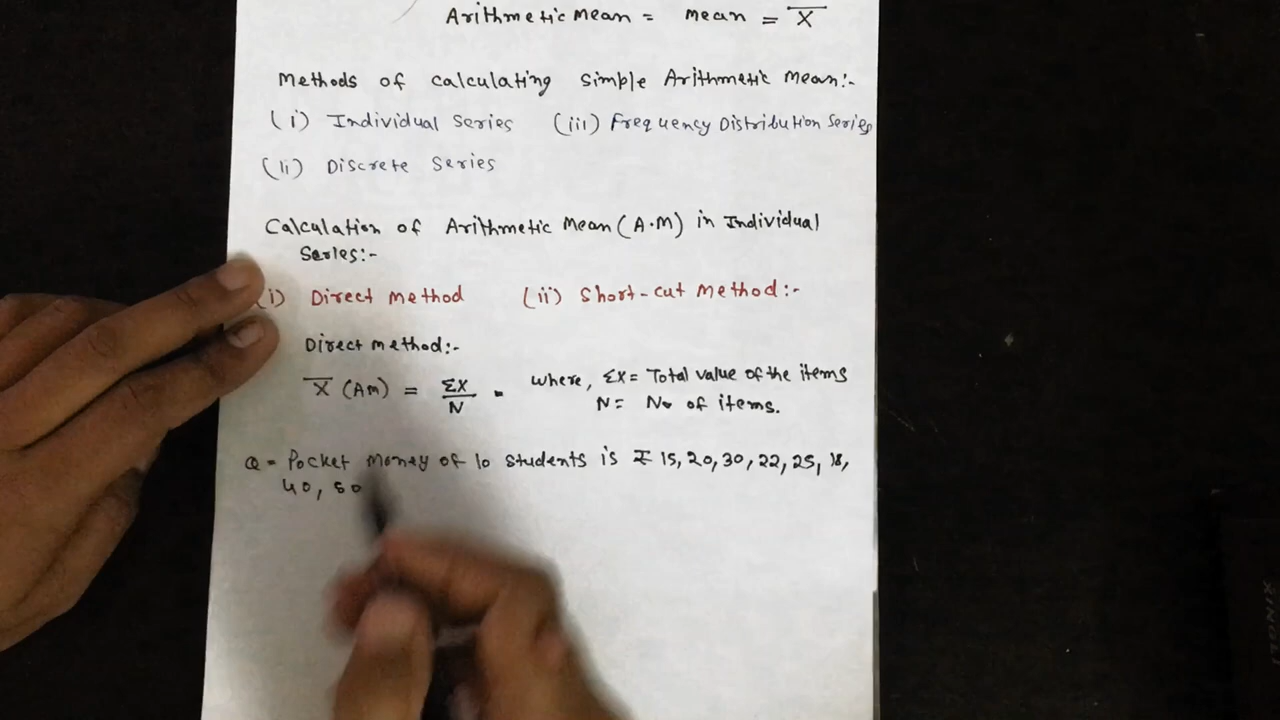 Arithmetic Mean = mean = X̅
Methods of calculating simple Arithmetic Mean:-
(i) Individual Series (iii) Frequency Distribution Series
(ii) Discrete Series
Calculation of Arithmetic Mean (A.M) in Individual
Series:-
(i) Direct Method (ii) Short-cut Method:-
Direct method:-
X̅ (Am) = ΣX/N - where, ΣX = Total value of the items
N = No of items.
Q = Pocket money of 10 students is ₹ 15, 20, 30, 22, 25, 18,
40, 50